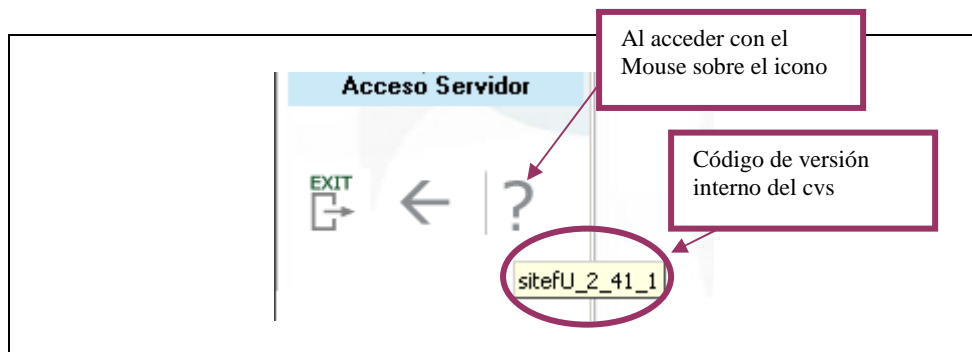 Al acceder con el
Mouse sobre el icono
Acceso Servidor
Código de versión
interno del cvs
EXIT
?
sitefU_2_41_1